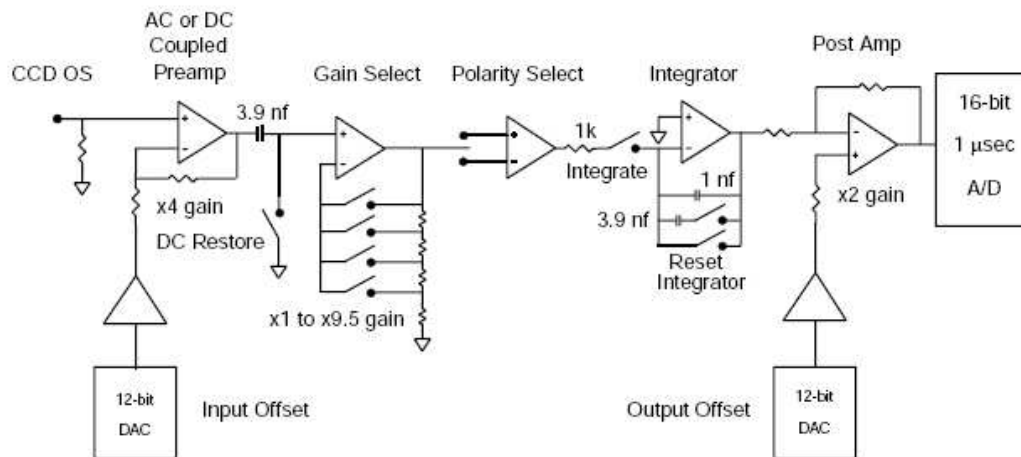 AC or DC
Coupled
Preamp
CCD OS
3.9 nf
Gain Select
Polarity Select
Integrator
Post Amp
16-bit
1 μsec
A/D
+
-
x4 gain
DC Restore
+
-
x1 to x9.5 gain
+
-
1k
Integrate
+
-
1 nf
3.9 nf
Reset
Integrator
-
+
x2 gain
12-bit
DAC
Input Offset
Output Offset
12-bit
DAC